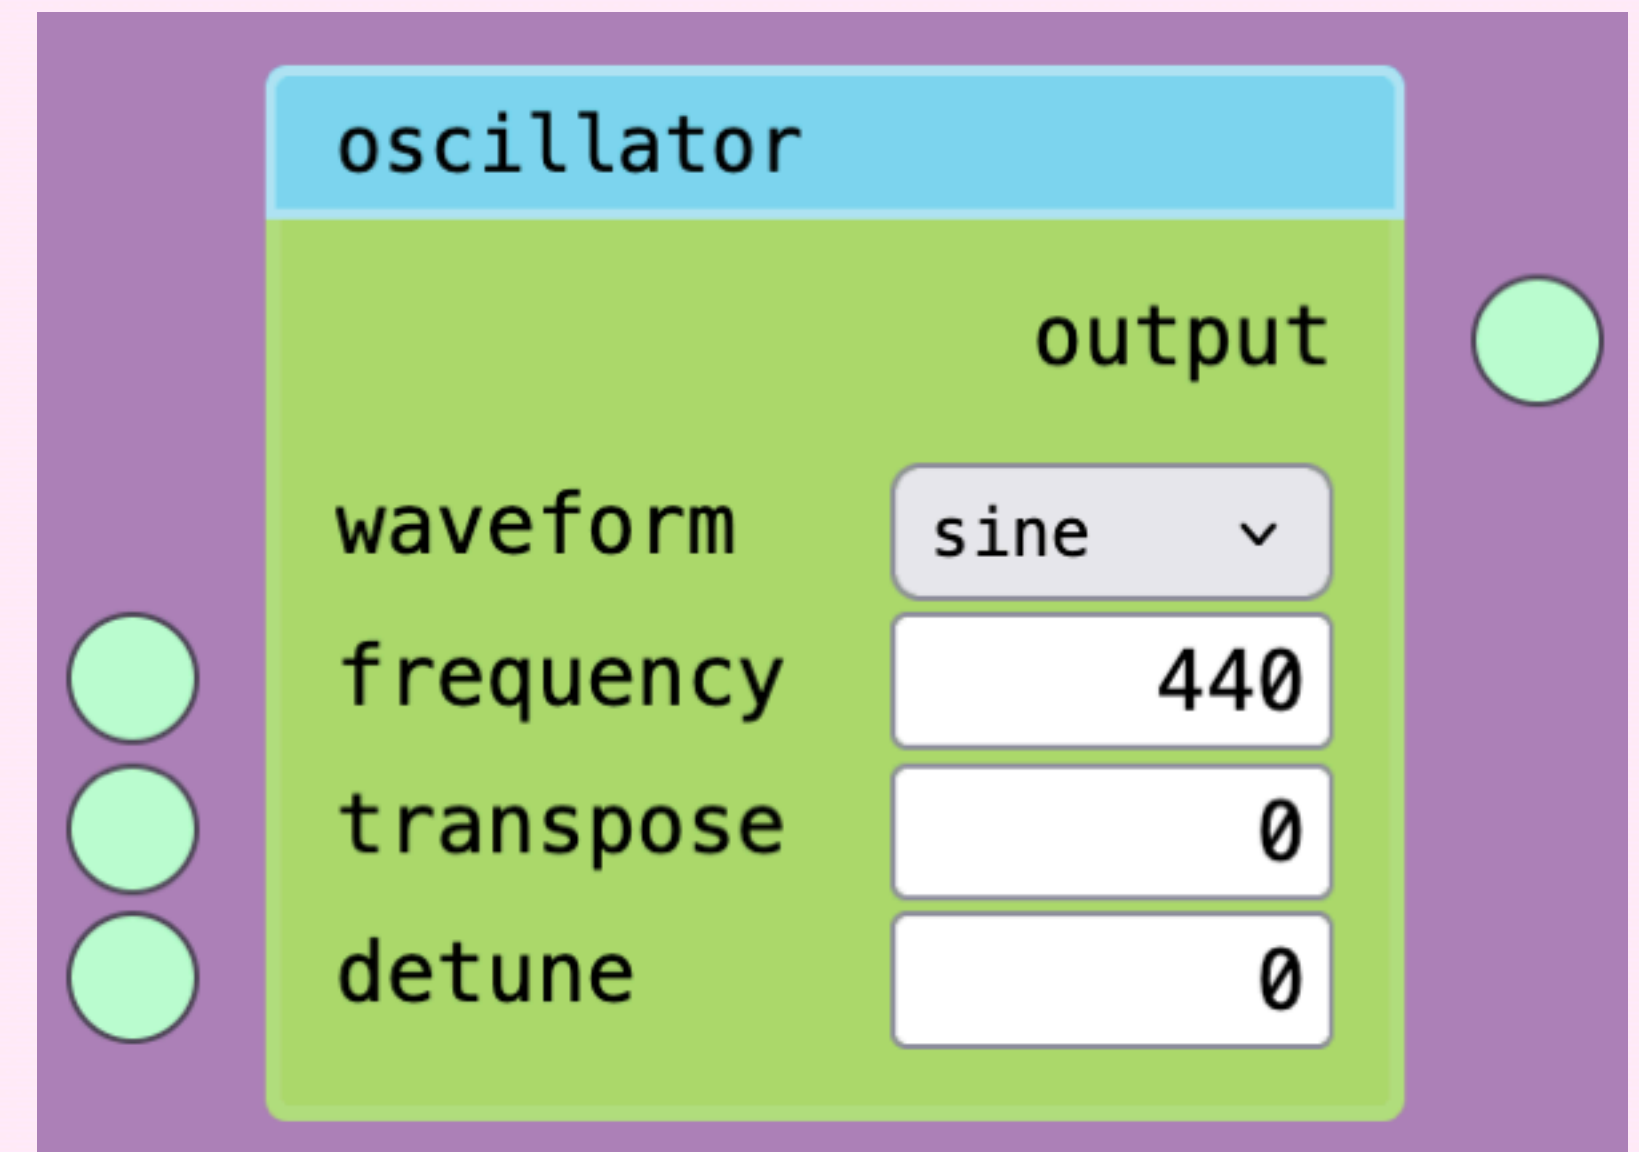 oscillator
output
waveform sine
frequency 440
transpose 0
detune 0